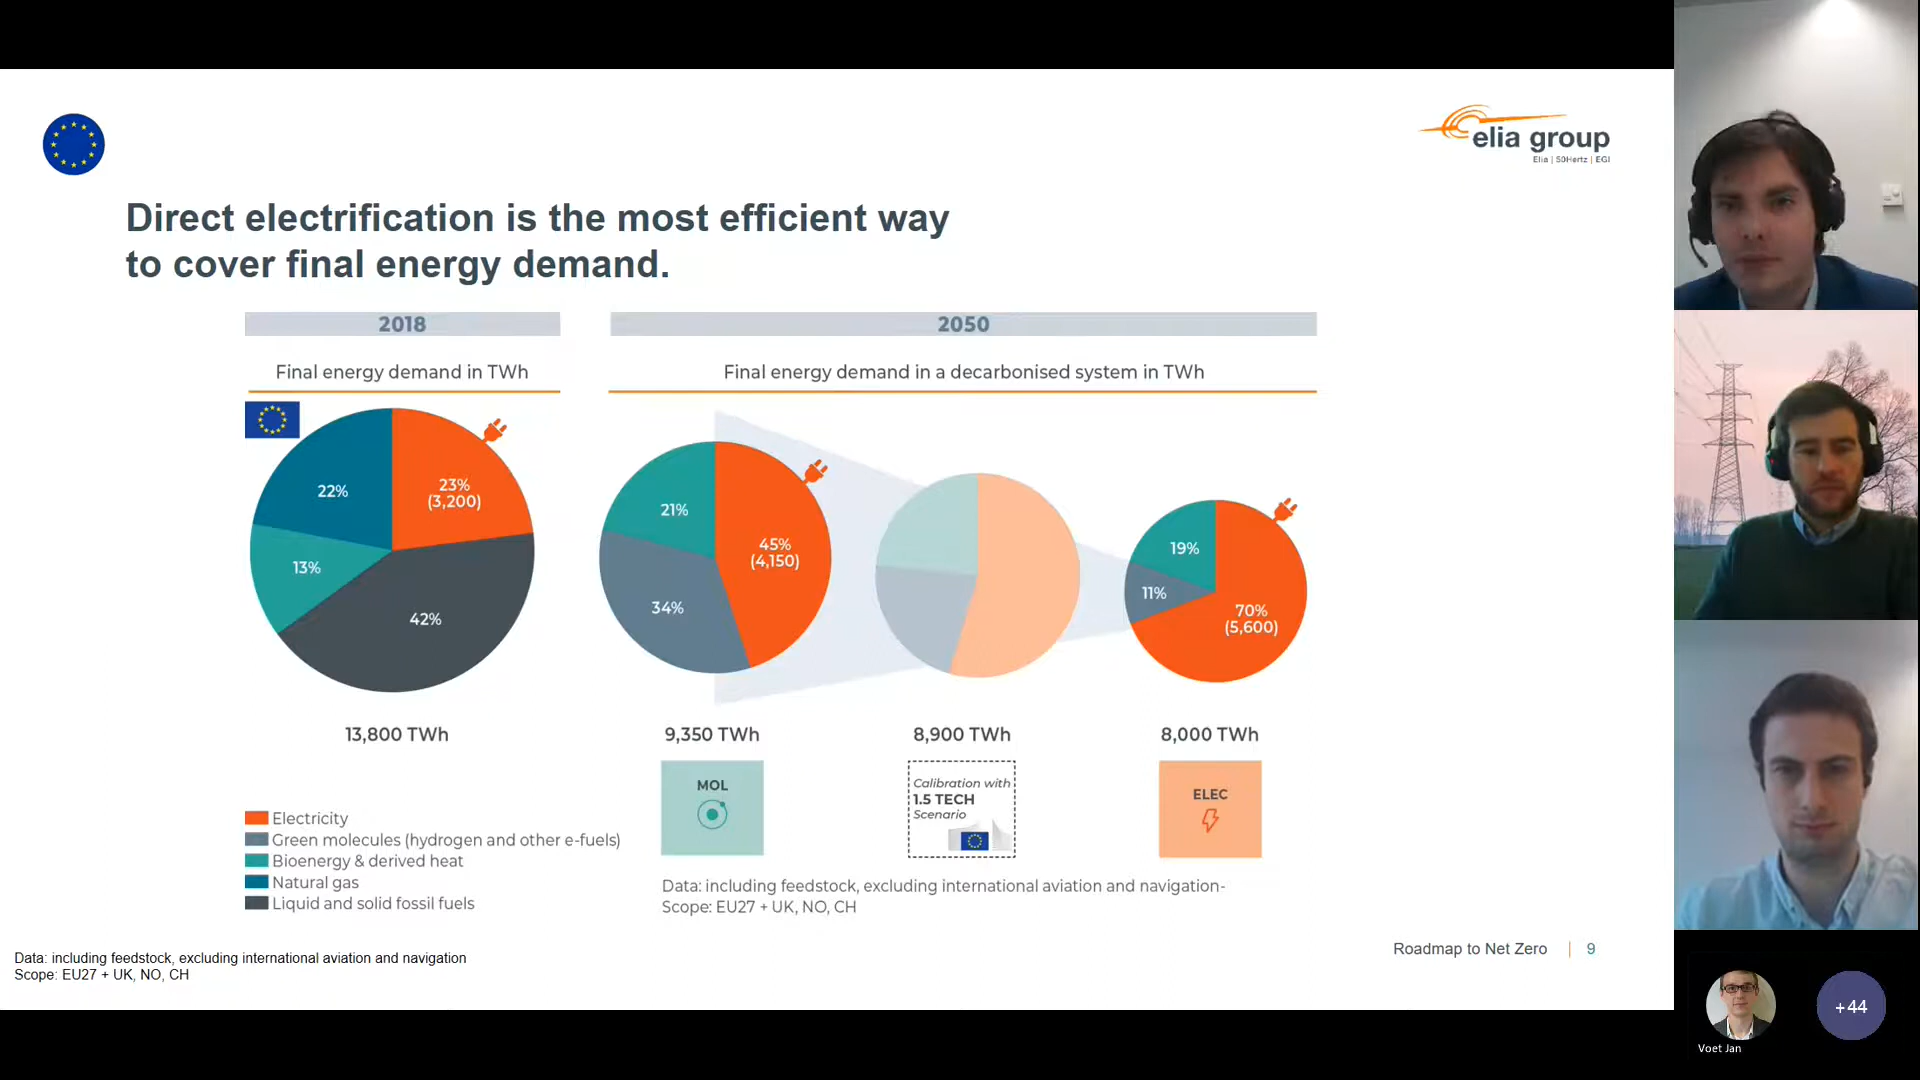 elia group
Elia | 50Hertz | EGI
Direct electrification is the most efficient way
to cover final energy demand.
2018
2050
Final energy demand in TWh
Final energy demand in a decarbonised system in TWh
22%
23%
(3,200)
13%
42%
21%
45%
(4,150)
34%
19%
11%
70%
(5,600)
13,800 TWh
9,350 TWh
8,900 TWh
8,000 TWh
MOL
Calibration with
1.5 TECH
Scenario
ELEC
Electricity
Green molecules (hydrogen and other e-fuels)
Bioenergy & derived heat
Natural gas
Liquid and solid fossil fuels
Data: including feedstock, excluding international aviation and navigation-
Scope: EU27 + UK, NO, CH
Data: including feedstock, excluding international aviation and navigation
Scope: EU27 + UK, NO, CH
Roadmap to Net Zero | 9
+44
Voet Jan